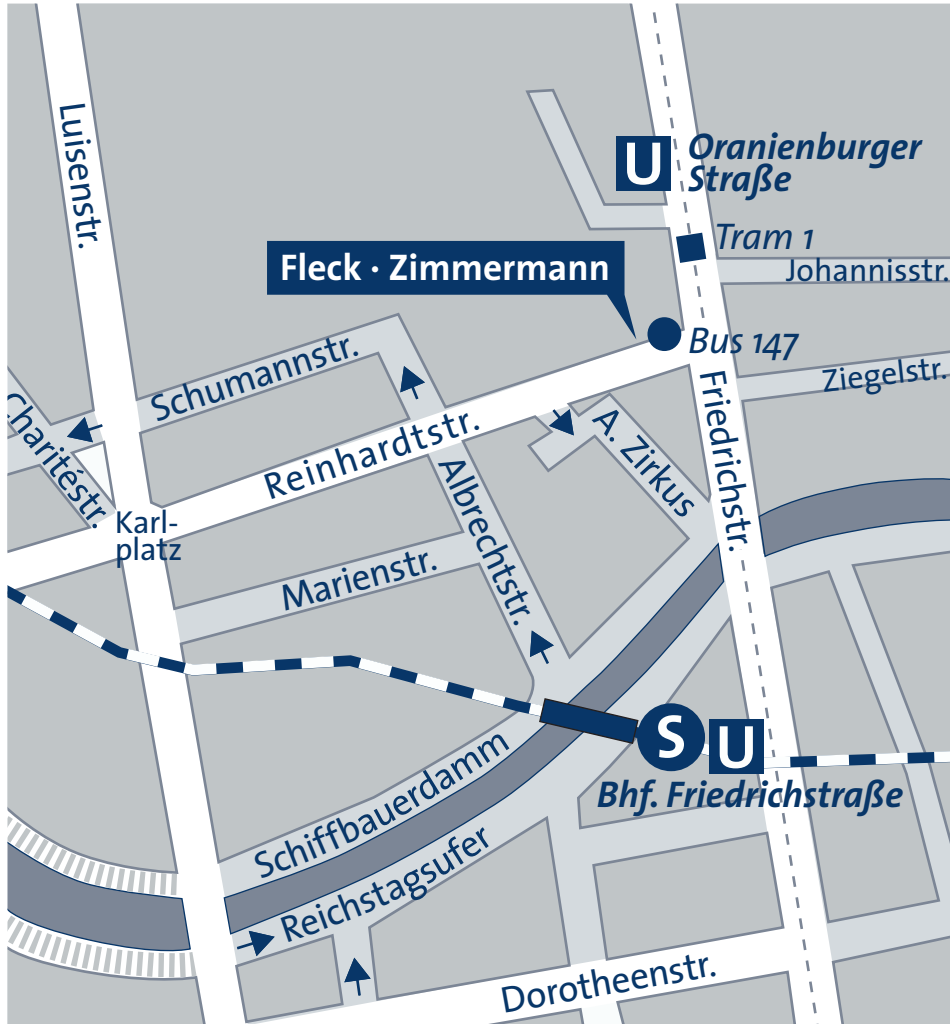 Luisenstr.
U
Oranienburger
Straße
Tram 1
Johannisstr.
Fleck · Zimmermann
Bus 147
Schumannstr.
Ziegelstr.
Friedrichstr.
Charitéstr.
Reinhardtstr.
A. Zirkus
Albrechtstr.
Karl-
platz
Marienstr.
S
U
Bhf. Friedrichstraße
Schiffbauerdamm
Reichstagsufer
Dorotheenstr.